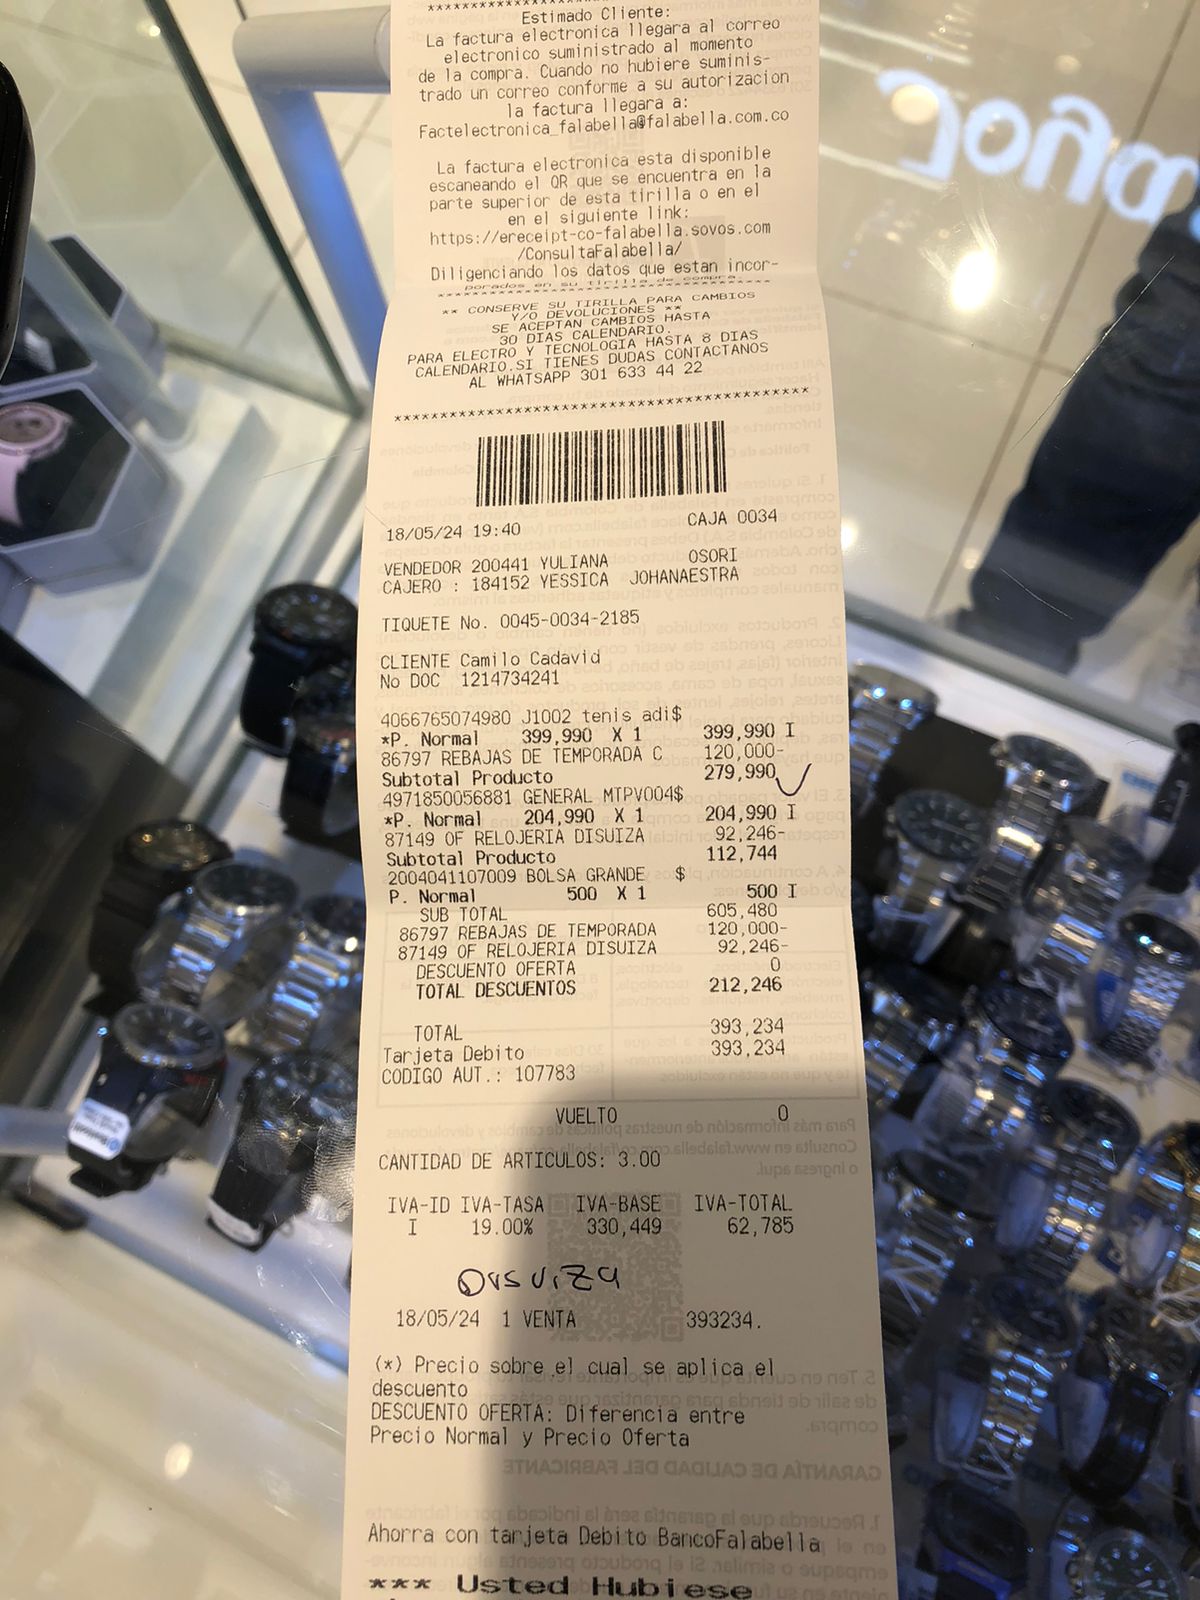 Estimado Cliente:
La factura electronica llegara al correo
electronico suministrado al momento
de la compra. Cuando no hubiere suminis-
trado un correo conforme a su autorizacion
la factura llegara a:
Factelectronica_falabella@falabella.com.co
La factura electronica esta disponible
escaneando el QR que se encuentra en la
parte superior de esta tirilla o en el
en el siguiente link:
https://ereceipt-co-falabella.sovos.com
/ConsultaFalabella/
Diligenciando los datos que estan incor-
porados en su tirilla de compra
** CONSERVE SU TIRILLA PARA CAMBIOS
Y/O DEVOLUCIONES **
SE ACEPTAN CAMBIOS HASTA
30 DIAS CALENDARIO.
PARA ELECTRO Y TECNOLOGIA HASTA 8 DIAS
CALENDARIO.SI TIENES DUDAS CONTACTANOS
AL WHATSAPP 301 633 44 22
18/05/24 19:40 CAJA 0034
VENDEDOR 200441 YULIANA OSORI
CAJERO : 184152 YESSICA JOHANAESTRA
TIQUETE No. 0045-0034-2185
CLIENTE Camilo Cadavid
No DOC 1214734241
4066765074980 J1002 tenis adi$
*P. Normal 399,990 X 1 399,990 I
86797 REBAJAS DE TEMPORADA C 120,000-
Subtotal Producto 279,990
4971850056881 GENERAL MTPV004$
*P. Normal 204,990 X 1 204,990 I
87149 OF RELOJERIA DISUIZA 92,246-
Subtotal Producto 112,744
2004041107009 BOLSA GRANDE $
P. Normal 500 X 1 500 I
SUB TOTAL 605,480
86797 REBAJAS DE TEMPORADA 120,000-
87149 OF RELOJERIA DISUIZA 92,246-
DESCUENTO OFERTA 0
TOTAL DESCUENTOS 212,246
TOTAL 393,234
Tarjeta Debito 393,234
CODIGO AUT.: 107783
VUELTO 0
CANTIDAD DE ARTICULOS: 3.00
IVA-ID IVA-TASA IVA-BASE IVA-TOTAL
I 19.00% 330,449 62,785
Disuiza
18/05/24 1 VENTA 393234.
(*) Precio sobre el cual se aplica el
descuento
DESCUENTO OFERTA: Diferencia entre
Precio Normal y Precio Oferta
Ahorra con tarjeta Debito BancoFalabella
*** Usted Hubiese